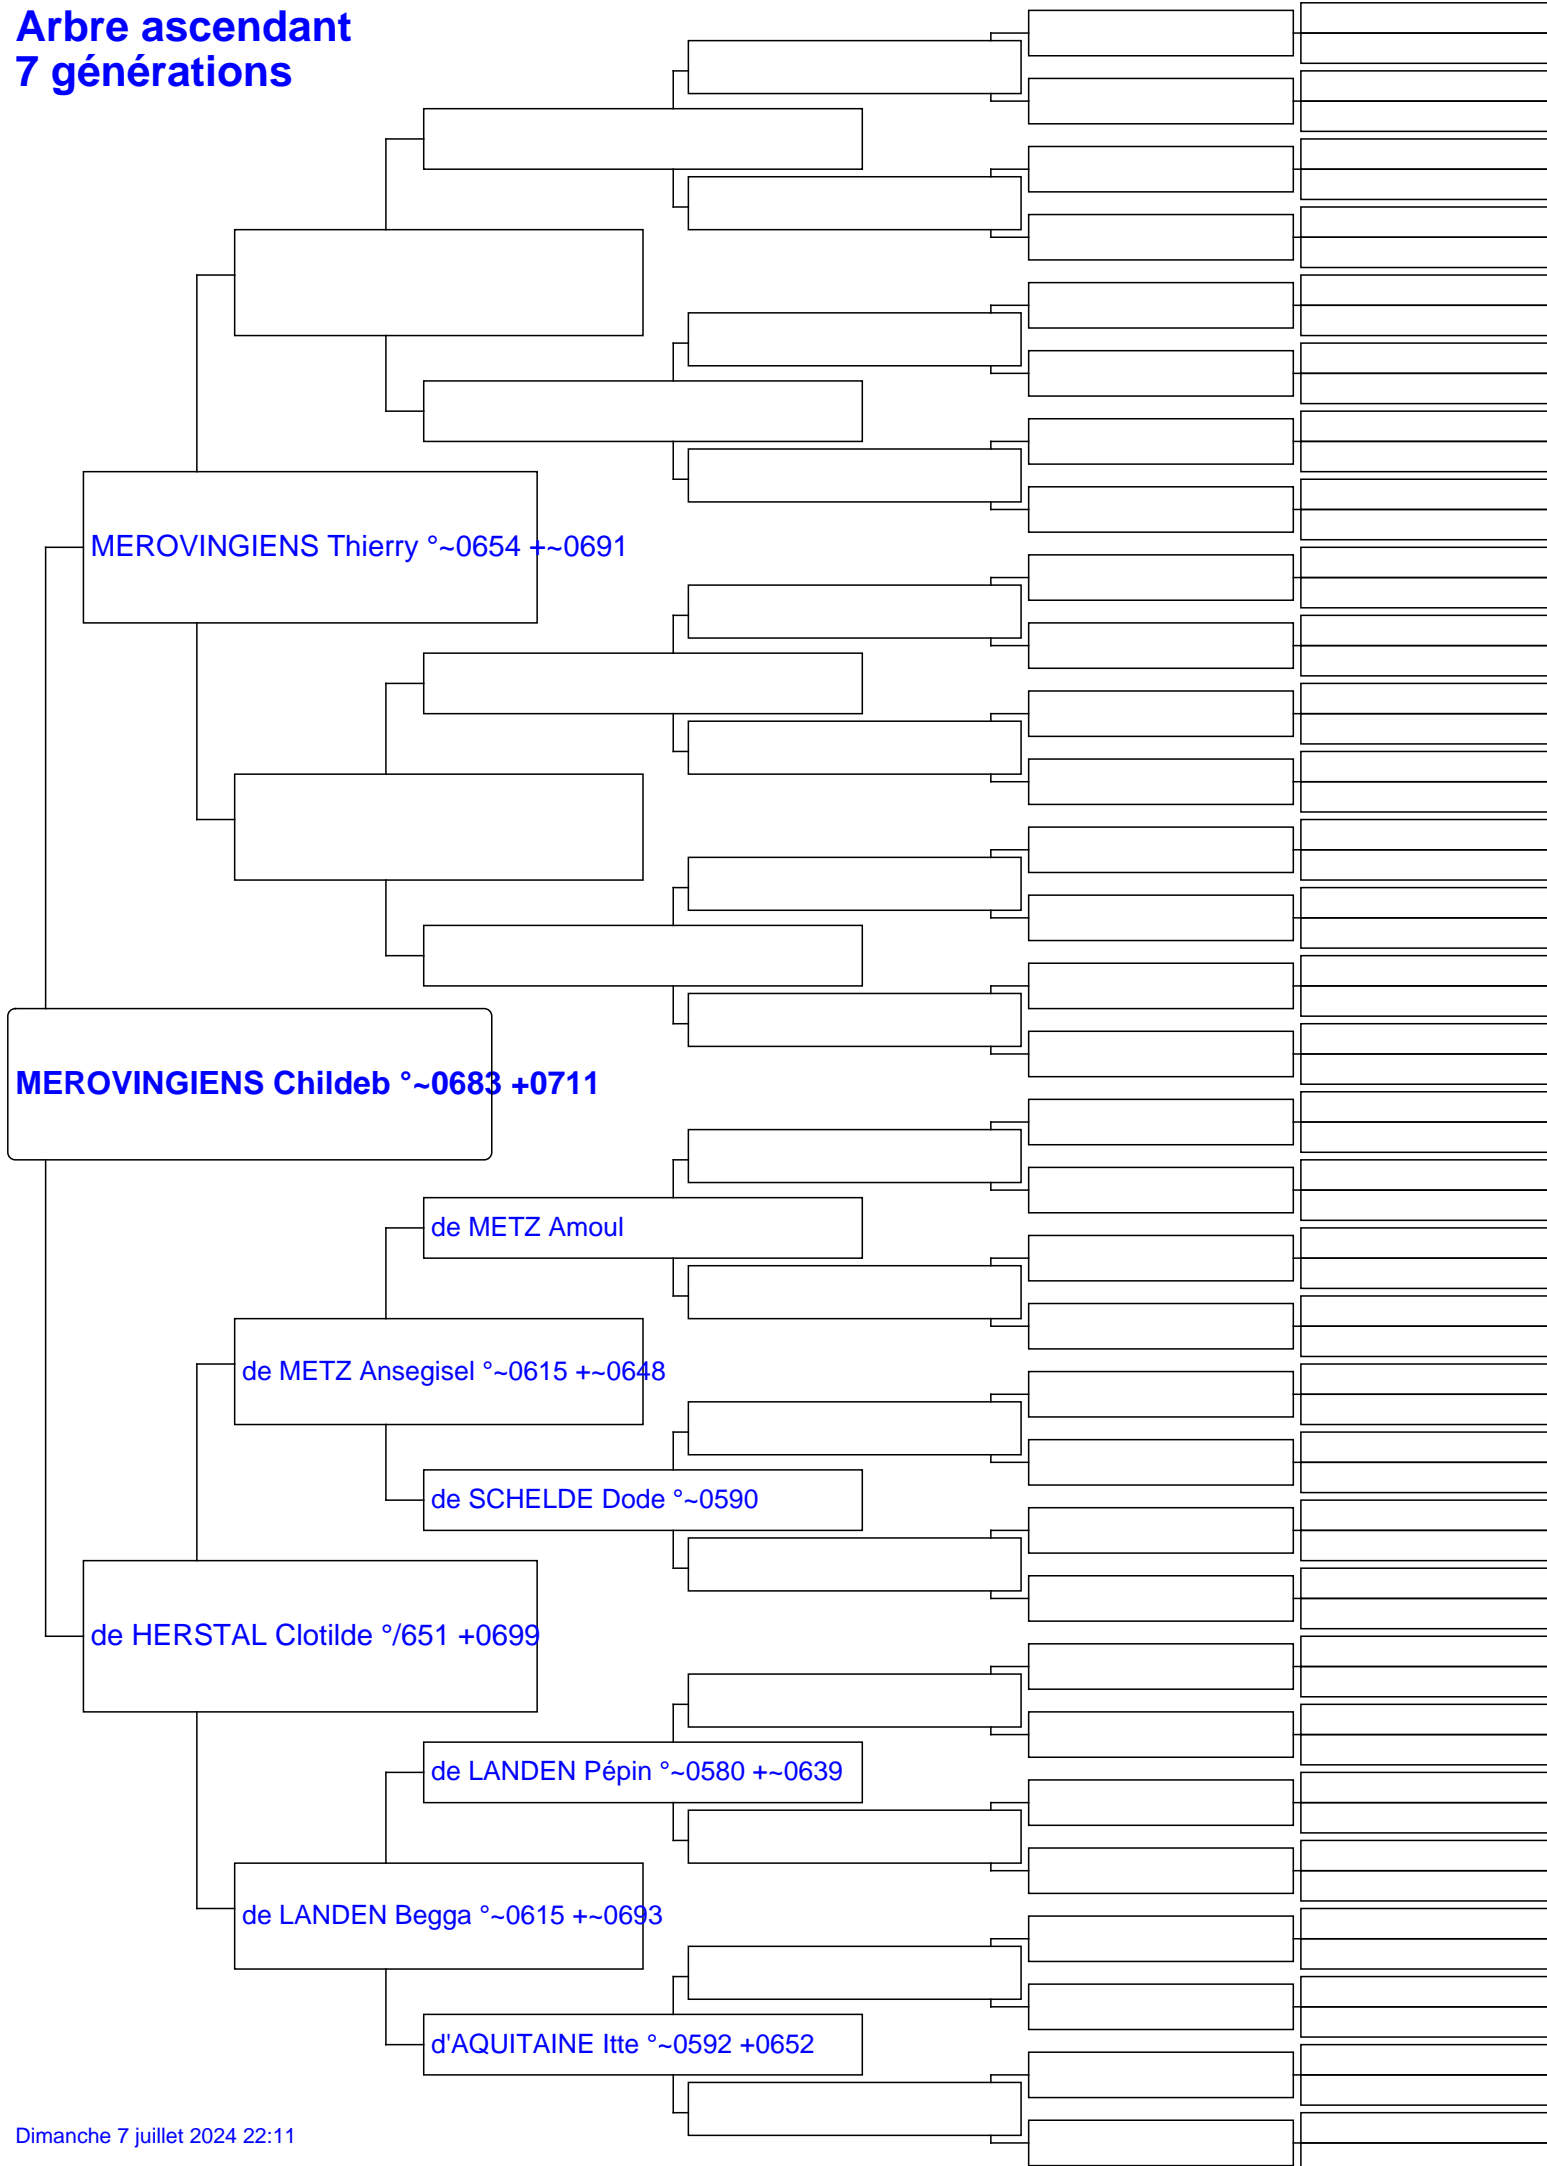 Arbre ascendant
7 générations
MEROVINGIENS Thierry °~0654 +~0691
MEROVINGIENS Childeb °~0683 +0711
de METZ Amoul
de METZ Ansegisel °~0615 +~0648
de SCHELDE Dode °~0590
de HERSTAL Clotilde °/651 +0699
de LANDEN Pépin °~0580 +~0639
de LANDEN Begga °~0615 +~0693
d'AQUITAINE Itte °~0592 +0652
Dimanche 7 juillet 2024 22:11